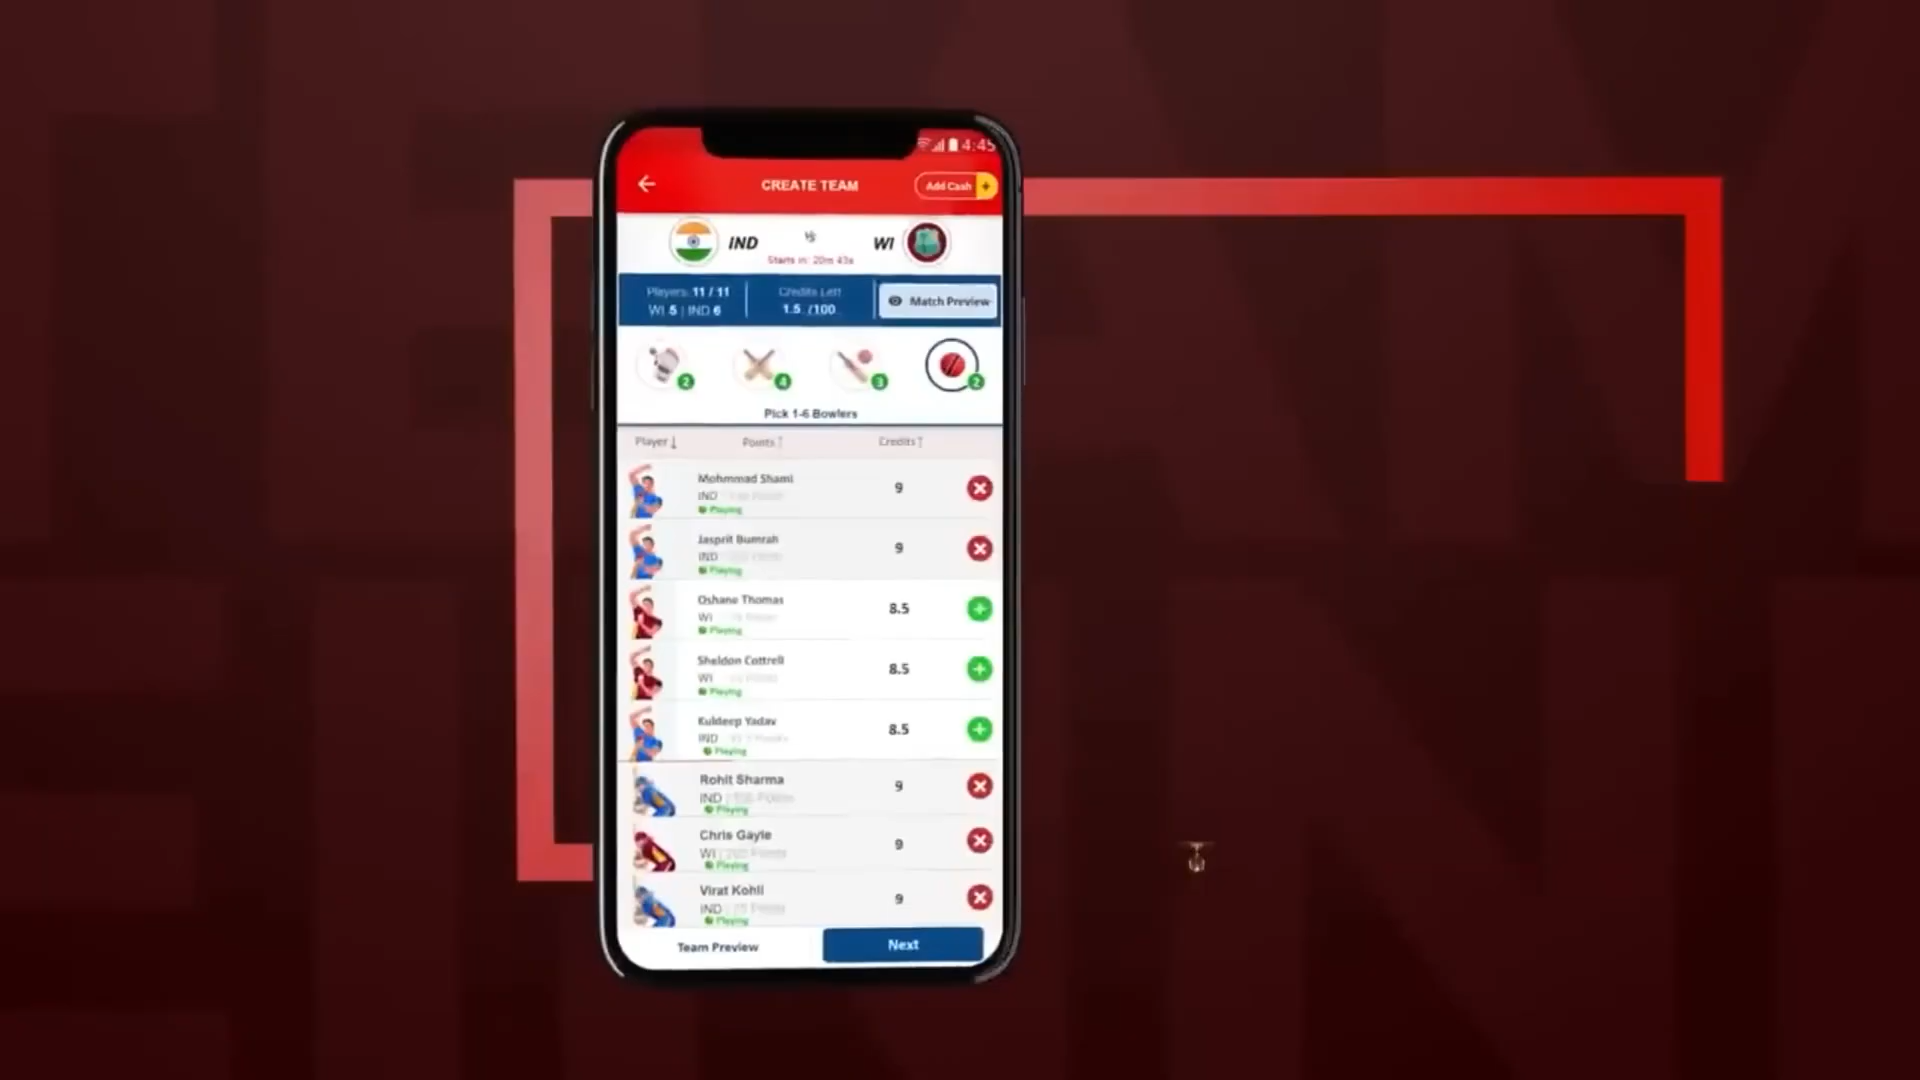 4:45
CREATE TEAM
Add Cash +
IND
VS
WI
Starts in: 20m 43s
Players 11 / 11
WI 5 | IND 6
Credits Left
1.5 /100
Match Preview
2
4
3
2
Pick 1-6 Bowlers
Player↓ Points↑ Credits↑
Mohmmad Shami
IND
Playing
9
Jasprit Bumrah
IND
Playing
9
Oshane Thomas
WI
Playing
8.5
Sheldon Cottrell
WI
Playing
8.5
Kuldeep Yadav
IND
Playing
8.5
Rohit Sharma
IND
Playing
9
Chris Gayle
WI
Playing
9
Virat Kohli
IND
Playing
9
Team Preview
Next